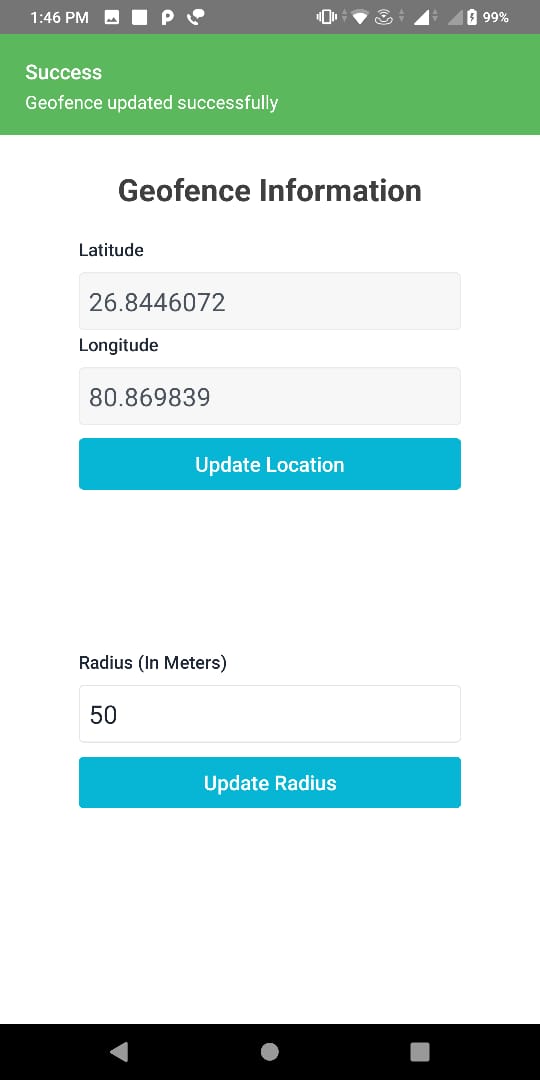 1:46 PM 99%
Success
Geofence updated successfully
Geofence Information
Latitude
26.8446072
Longitude
80.869839
Update Location
Radius (In Meters)
50
Update Radius